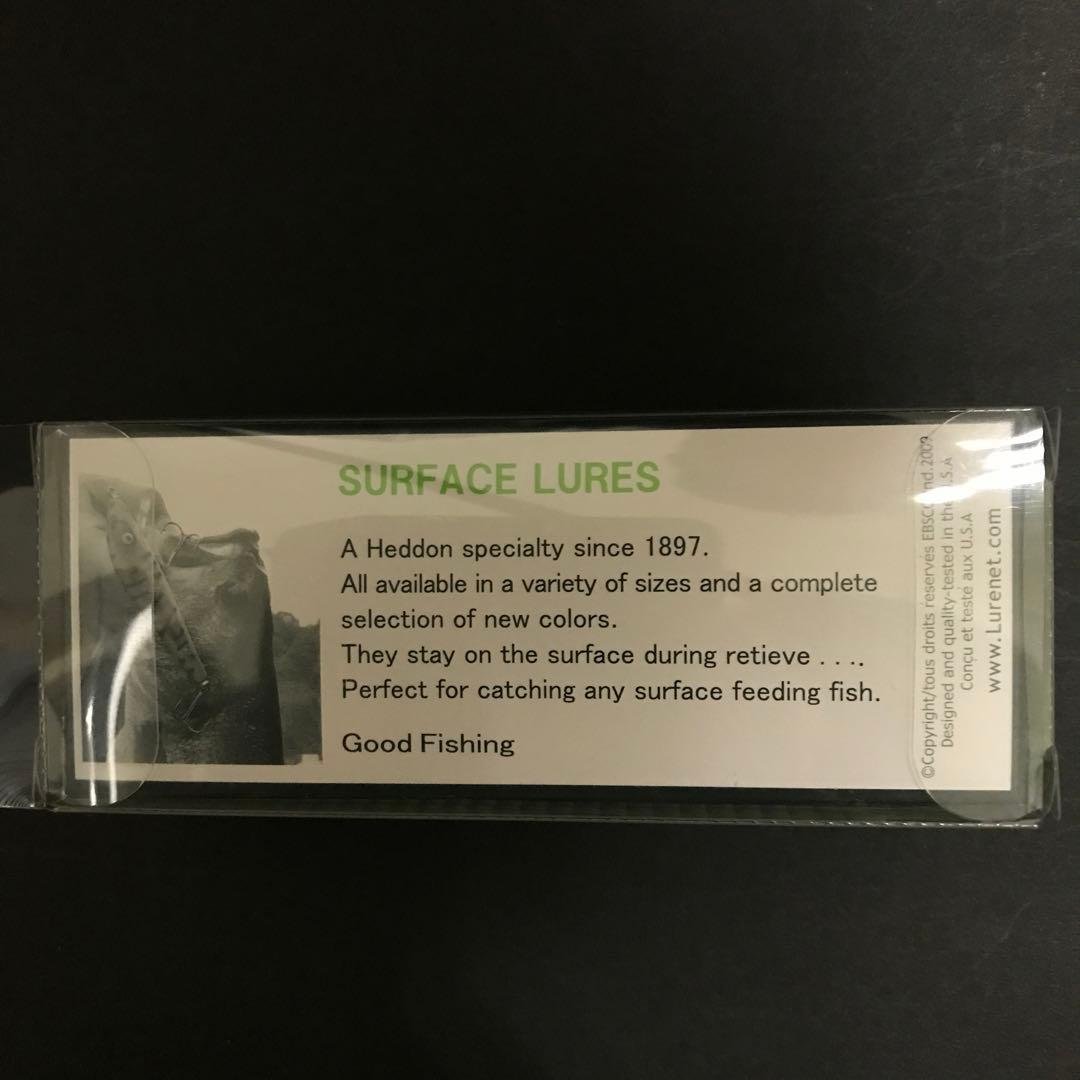 SURFACE LURES
A Heddon specialty since 1897.
All available in a variety of sizes and a complete
selection of new colors.
They stay on the surface during retieve . . ..
Perfect for catching any surface feeding fish.
Good Fishing
©Copyright/tous droits réservés 2009
Designed and quality-tested in the U.S.A
Conçu et testé aux U.S.A
www.Lurenet.com